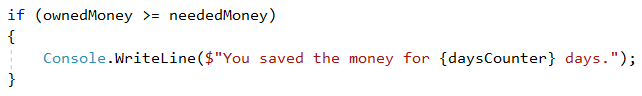 if (ownedMoney >= neededMoney)
{
    Console.WriteLine($"You saved the money for {daysCounter} days.");
}